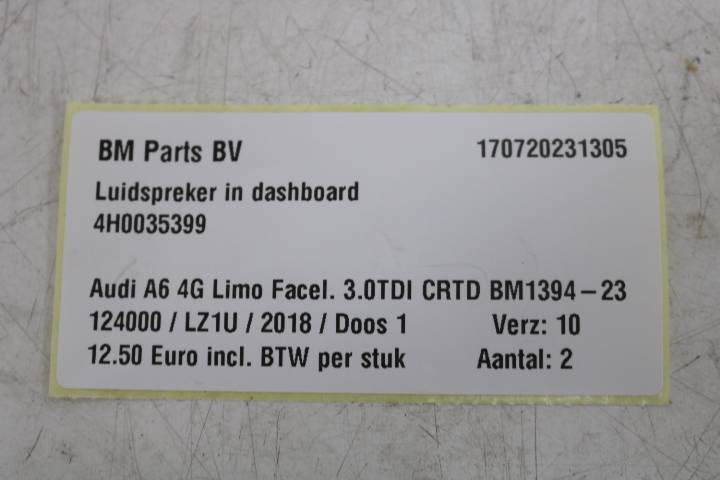 BM Parts BV 170720231305
Luidspreker in dashboard
4H0035399
Audi A6 4G Limo Facel. 3.0TDI CRTD BM1394-23
124000 / LZ1U / 2018 / Doos 1 Verz: 10
12.50 Euro incl. BTW per stuk Aantal: 2